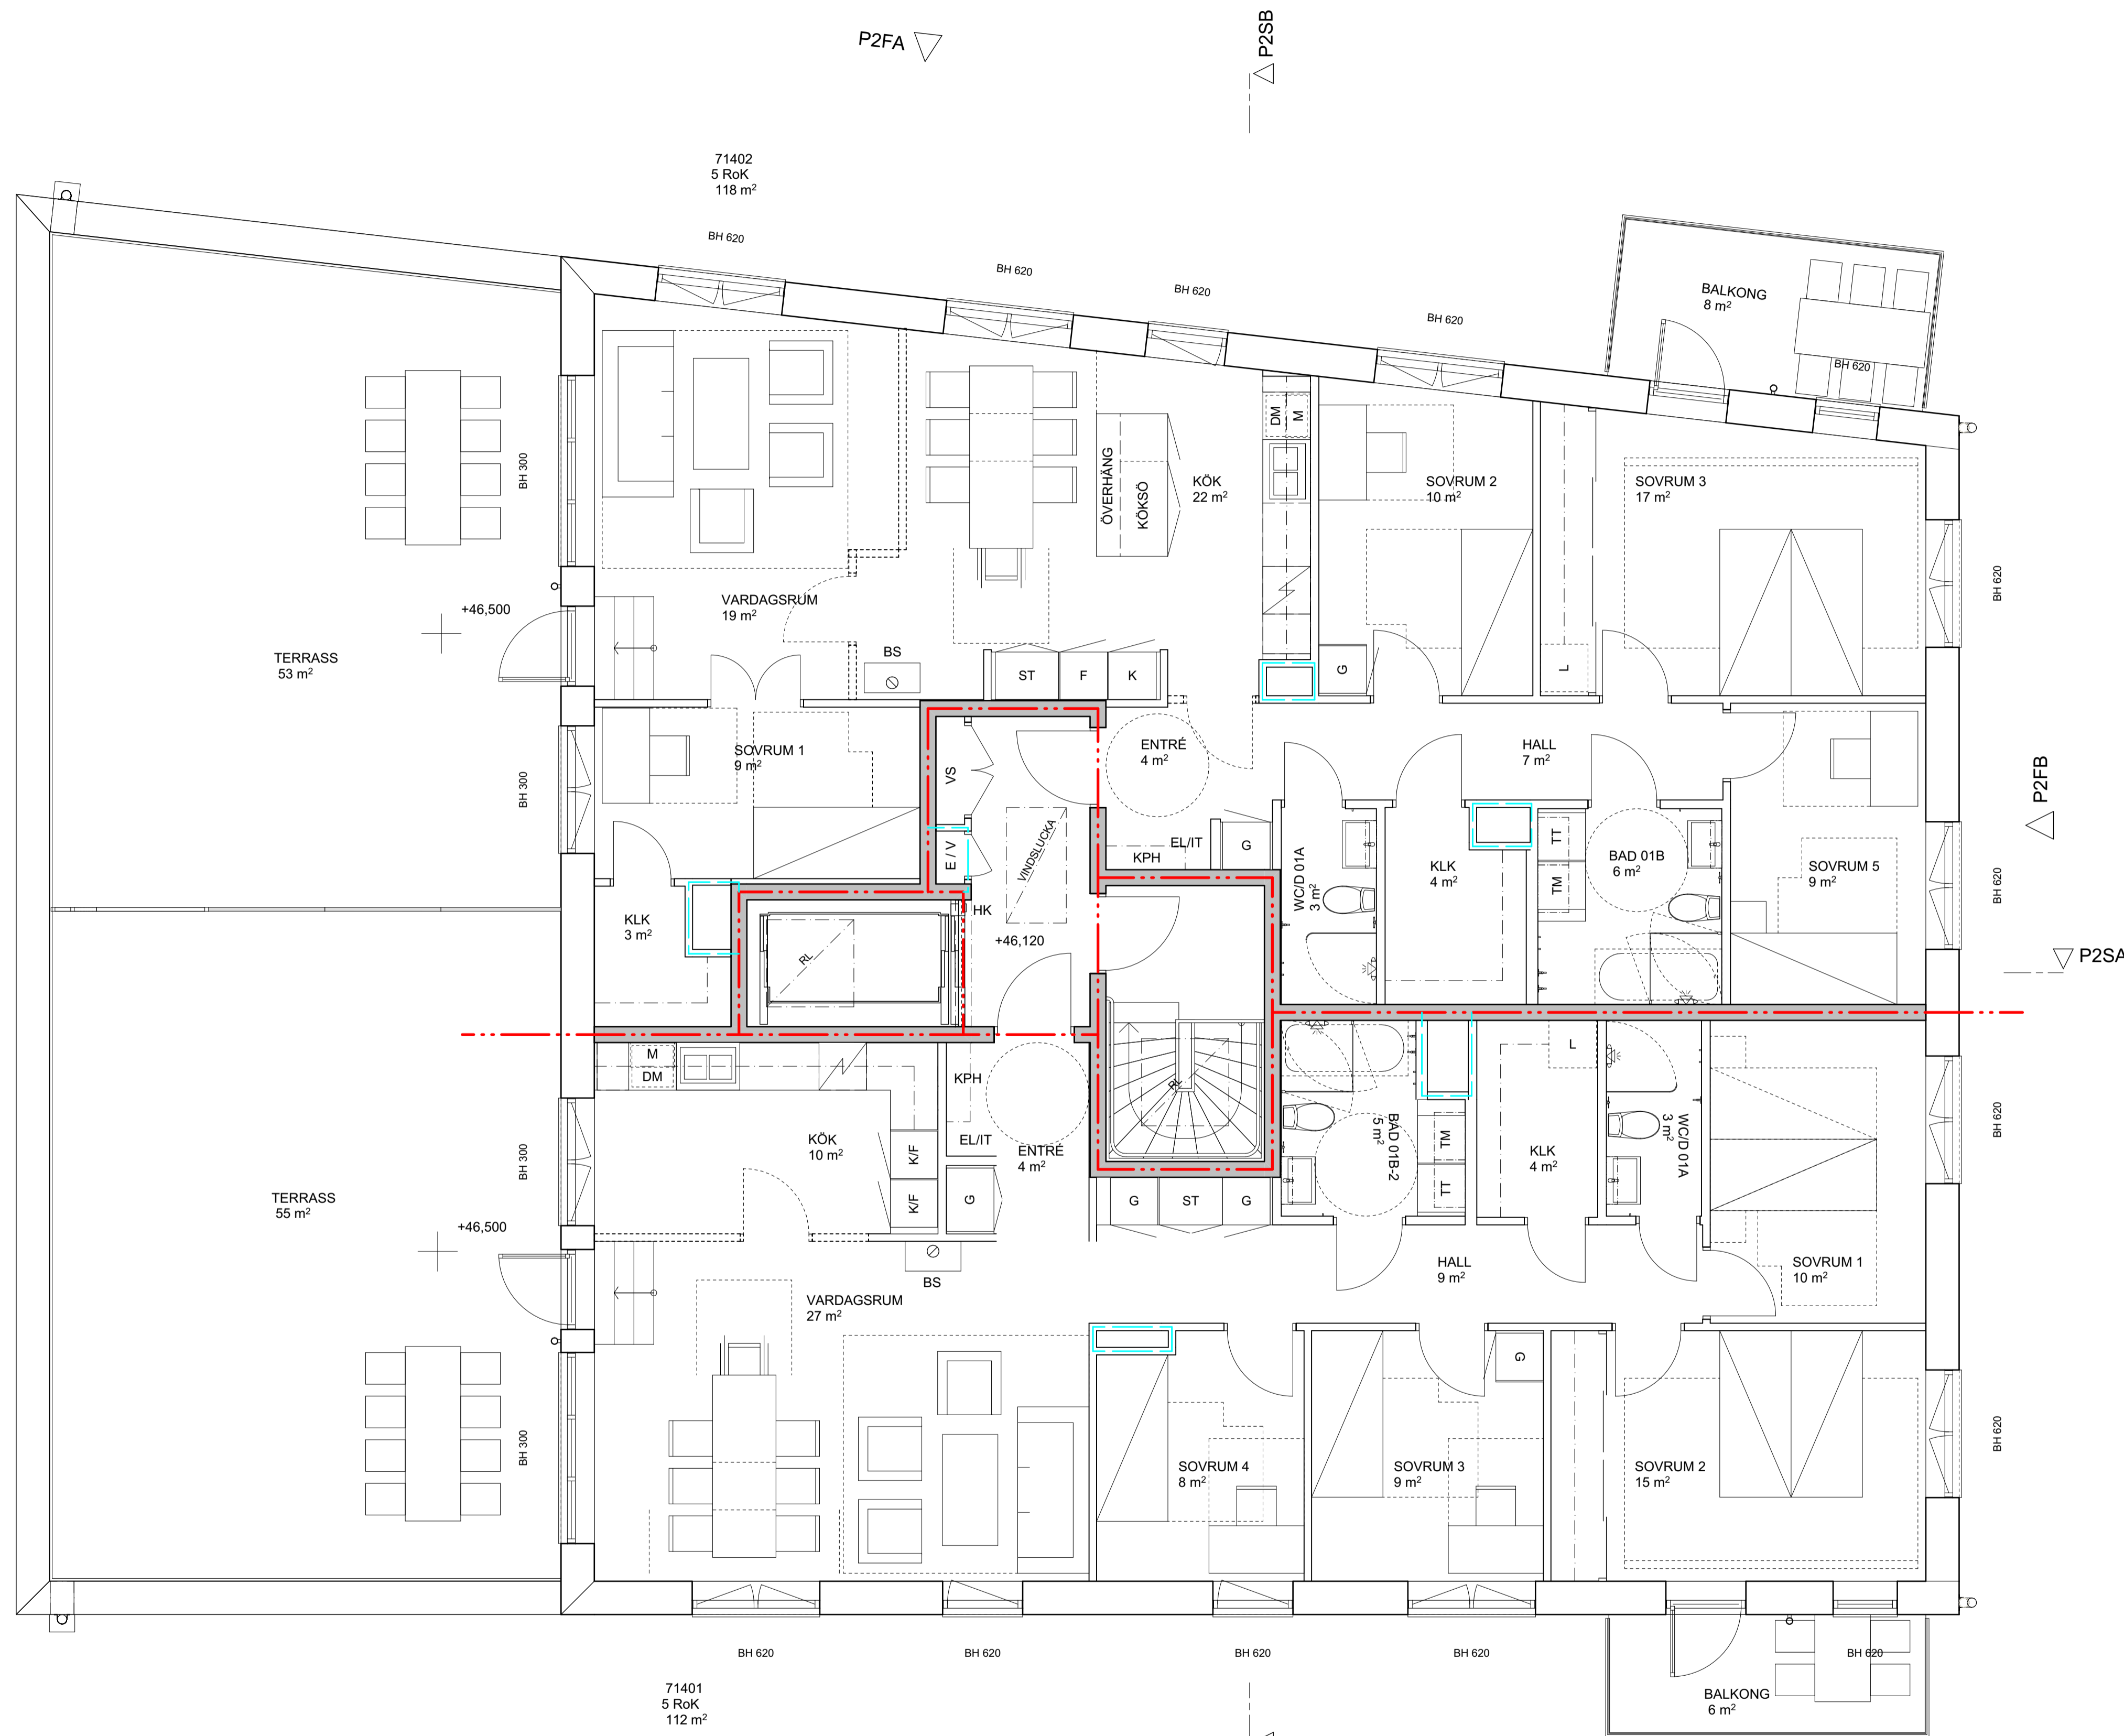 P2FA
P2SB
71402
5 RoK
118 m²
BH 620
BH 620
BH 620
BH 620
BALKONG
8 m²
BH 620
BH 300
DM
M
ÖVERHÄNG
KÖKSÖ
KÖK
22 m²
SOVRUM 2
10 m²
SOVRUM 3
17 m²
BH 620
+46,500
VARDAGSRUM
19 m²
TERRASS
53 m²
BS
ST
F
K
G
L
SOVRUM 1
9 m²
VS
ENTRÉ
4 m²
HALL
7 m²
BH 300
P2FB
E / V
VINDSLUCKA
KPH
EL/IT
G
WC/D 01A
3 m²
KLK
4 m²
TT
TM
BAD 01B
6 m²
SOVRUM 5
9 m²
BH 620
KLK
3 m²
HK
RL
+46,120
P2SA
M
DM
KPH
RL
L
KÖK
10 m²
K/F
K/F
EL/IT
ENTRÉ
4 m²
G
BAD 01B-2
5 m²
TM
TT
KLK
4 m²
WC/D 01A
3 m²
BH 620
BH 300
TERRASS
55 m²
G
ST
G
+46,500
BS
HALL
9 m²
SOVRUM 1
10 m²
VARDAGSRUM
27 m²
G
BH 300
SOVRUM 4
8 m²
SOVRUM 3
9 m²
SOVRUM 2
15 m²
BH 620
BH 620
BH 620
BH 620
BH 620
BH 620
71401
5 RoK
112 m²
BALKONG
6 m²